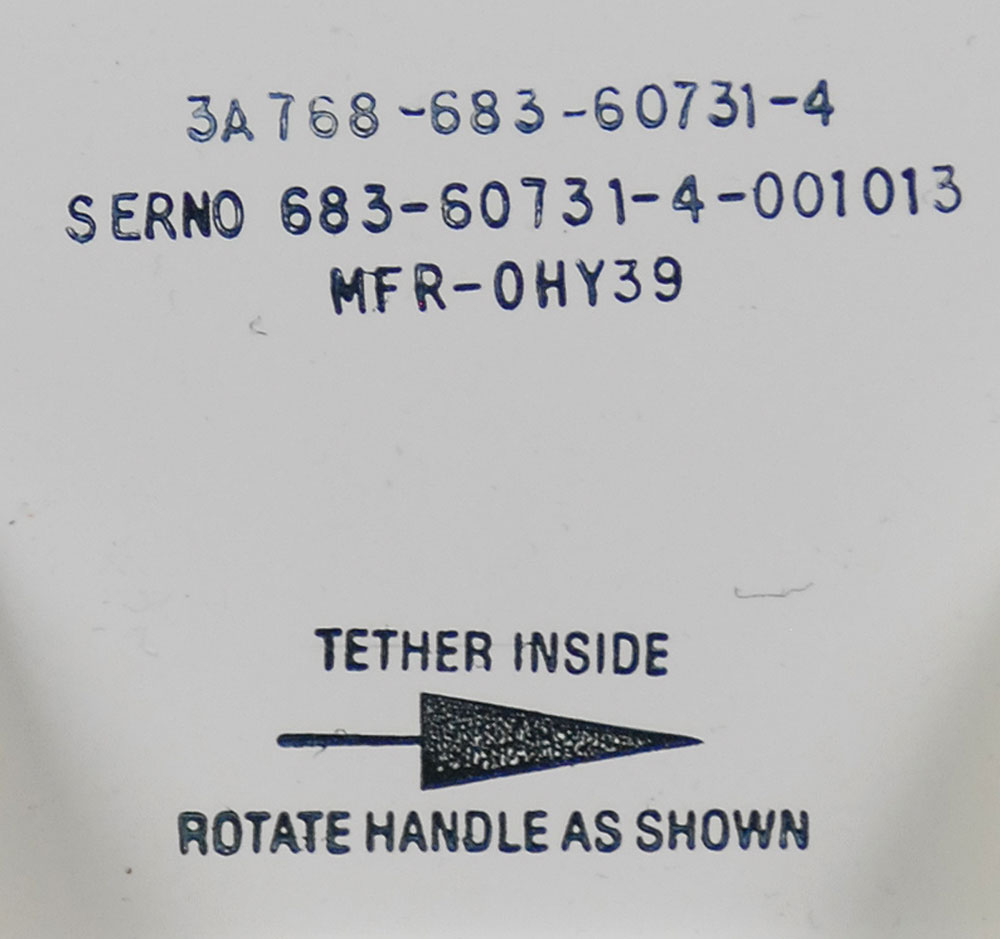 3A768-683-60731-4
SERNO 683-60731-4-001013
MFR-0HY39
TETHER INSIDE
ROTATE HANDLE AS SHOWN